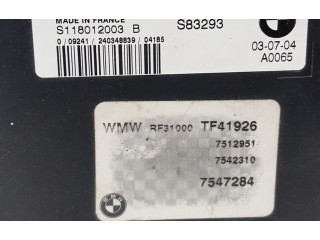 MADE IN FRANCE
S118012003 B S83293
0 / 09241 / 240348839 / 04185
03-07-04
A0065
WMW RF31000 TF41926
7512951
7542310
7547284